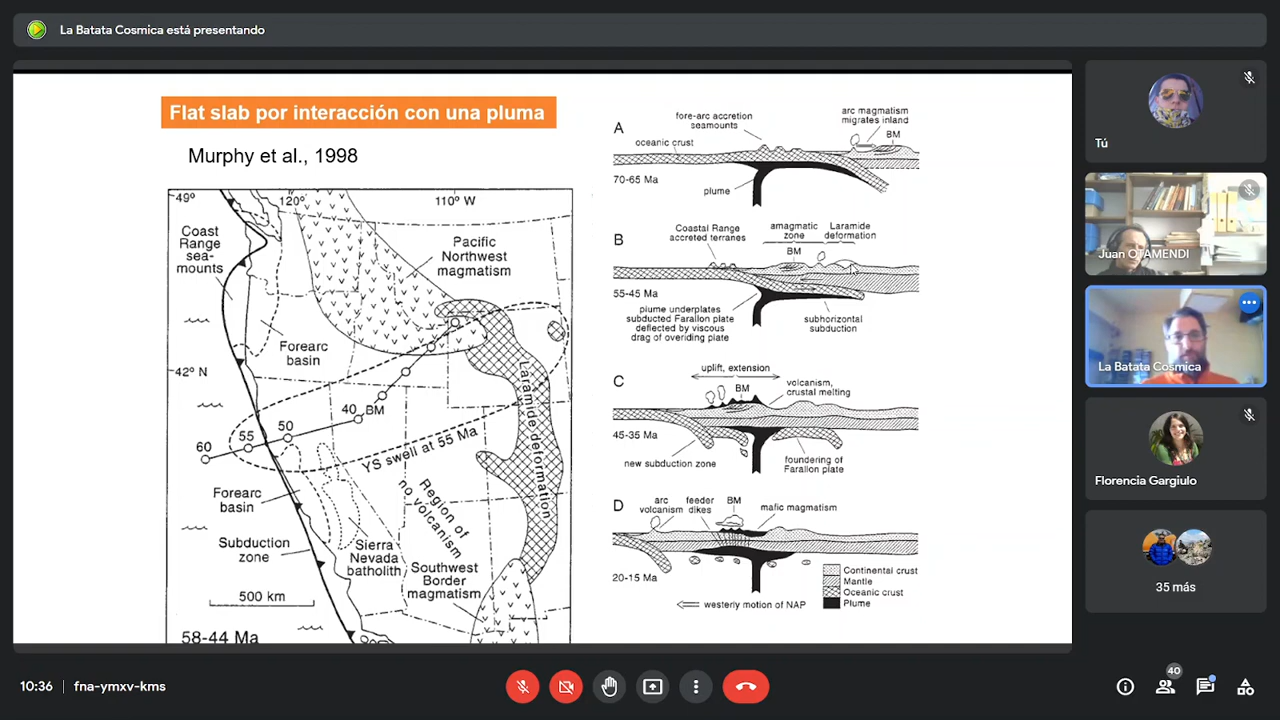 La Batata Cosmica está presentando
Flat slab por interacción con una pluma
Murphy et al., 1998
49º
120º
110º W
Coast
Range
sea-
mounts
Pacific
Northwest
magmatism
Forearc
basin
42º N
40 BM
50
55
60
YS swell at 55 Ma
Laramide deformation
Forearc
basin
Region of
no volcanism
Subduction
zone
Sierra
Nevada
batholith
Southwest
Border
magmatism
500 km
58-44 Ma
A
fore-arc accretion
seamounts
arc magmatism
migrates inland
BM
oceanic crust
70-65 Ma
plume
B
Coastal Range
accreted terranes
amagmatic
zone
Laramide
deformation
BM
55-45 Ma
plume underplates
subducted Farallon plate
deflected by viscous
drag of overiding plate
subhorizontal
subduction
C
uplift, extension
BM
volcanism,
crustal melting
45-35 Ma
new subduction zone
foundering of
Farallon plate
D
arc
volcanism
feeder
dikes
BM
mafic magmatism
20-15 Ma
westerly motion of NAP
Continental crust
Mantle
Oceanic crust
Plume
Tú
Juan OTAMENDI
La Batata Cosmica
Florencia Gargiulo
35 más
10:36 | fna-ymxv-kms
40